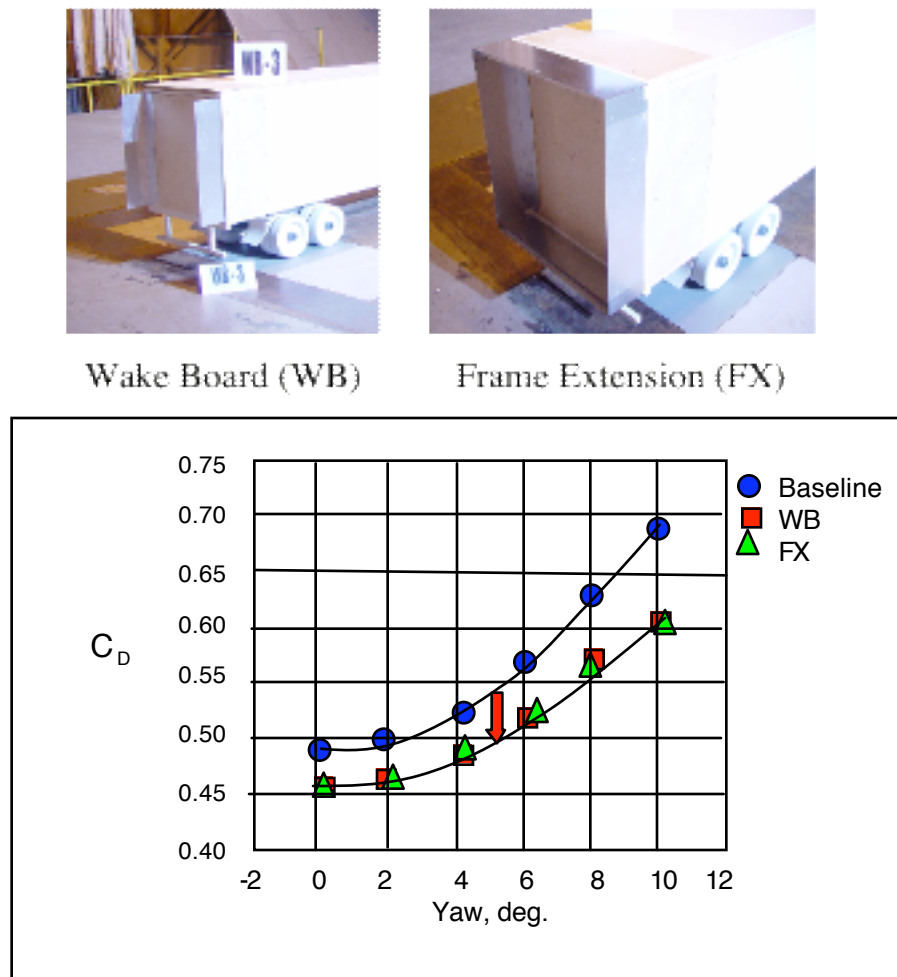 WB-3
WB-3
Wake Board (WB)
Frame Extension (FX)
0.75
0.70
0.65
0.60
0.55
0.50
0.45
0.40
C_D
-2 0 2 4 6 8 10 12
Yaw, deg.
Baseline
WB
FX